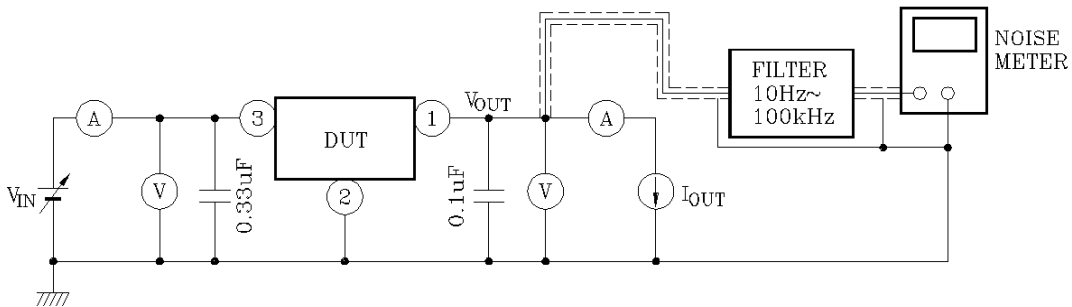 NOISE
METER
FILTER
10Hz~
100kHz
A
3
1
VOUT
A
DUT
VIN
V
0.33uF
2
0.1uF
V
IOUT